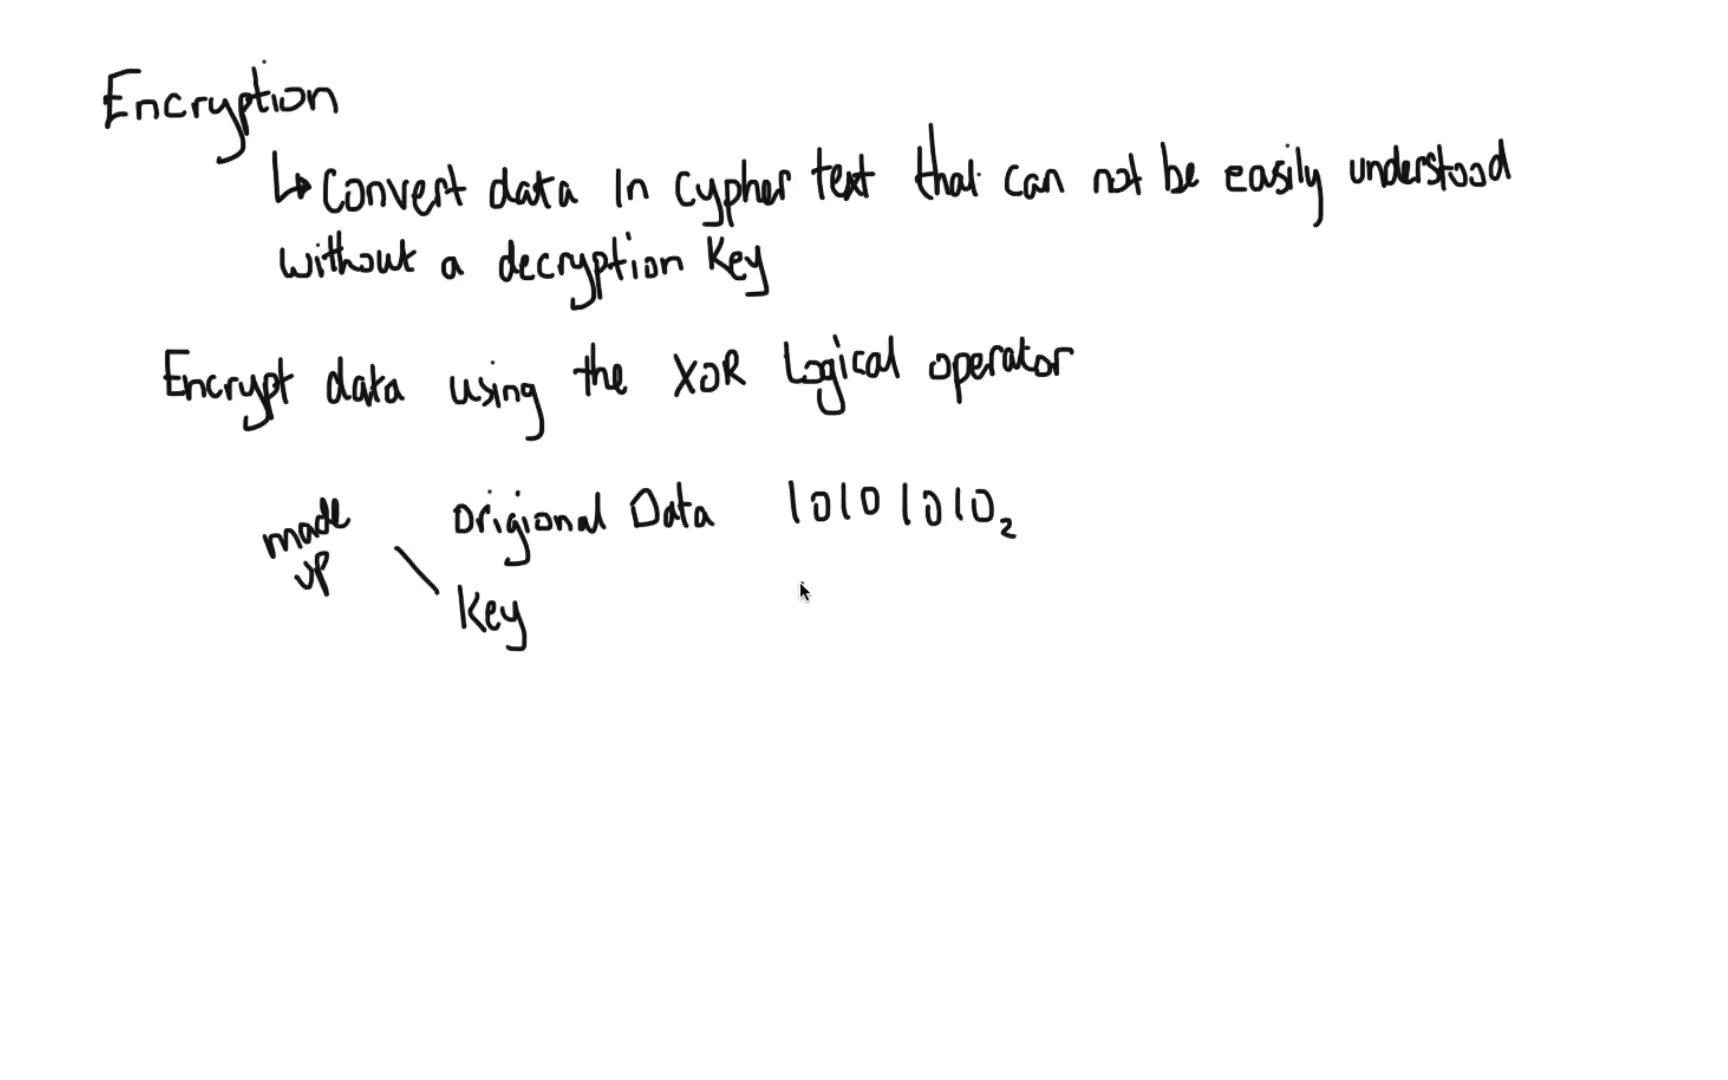 Encryption
↳ Convert data in cypher text that can not be easily understood
without a decryption key
Encrypt data using the XOR Logical operator
made
up
Origional Data 10101010₂
Key